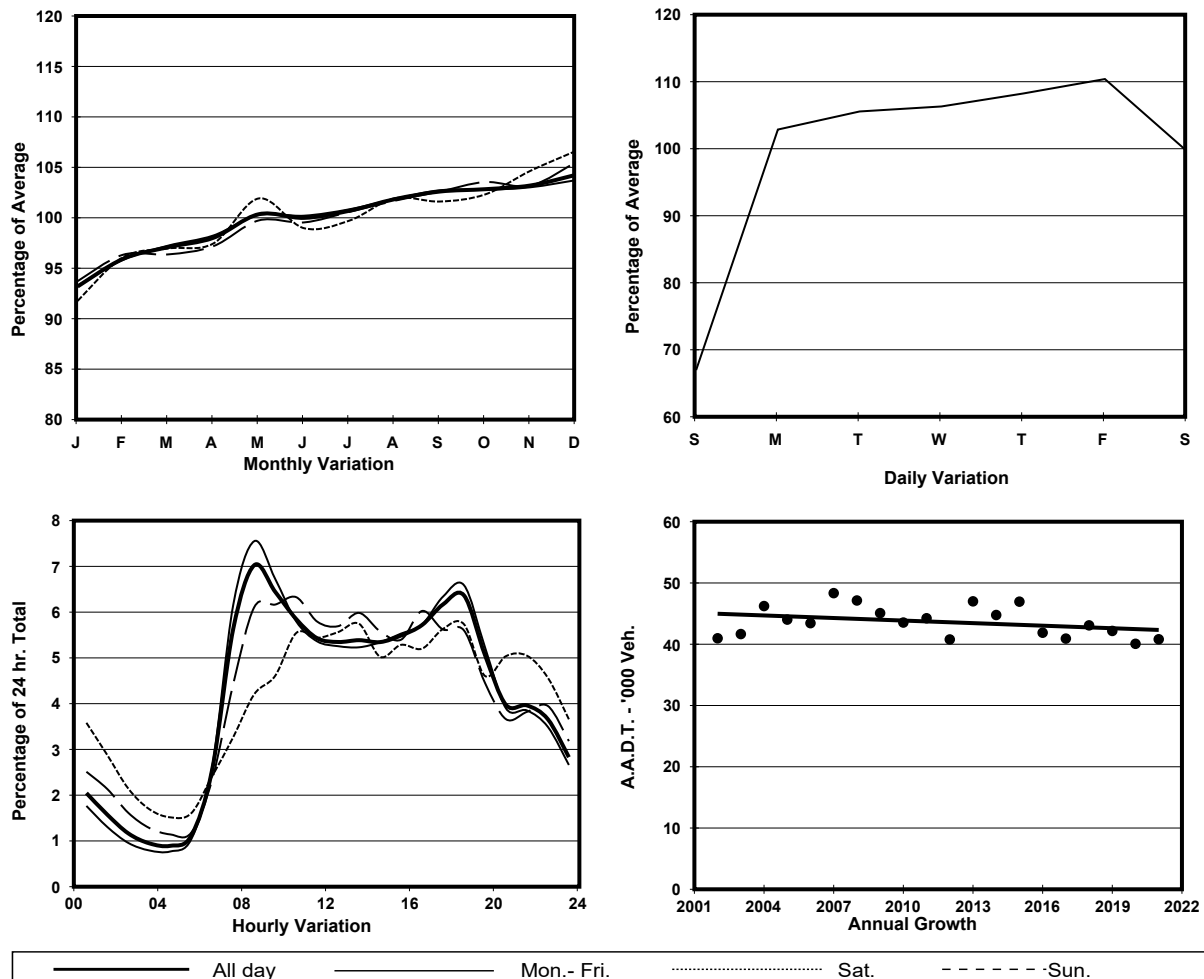 120
115
110
105
100
95
90
85
80
Percentage of Average
J F M A M J J A S O N D
Monthly Variation
120
110
100
90
80
70
60
Percentage of Average
S M T W T F S
Daily Variation
8
7
6
5
4
3
2
1
0
Percentage of 24 hr. Total
00 04 08 12 16 20 24
Hourly Variation
60
50
40
30
20
10
0
A.A.D.T. - '000 Veh.
2001 2004 2007 2010 2013 2016 2019 2022
Annual Growth
All day Mon.- Fri. Sat. Sun.